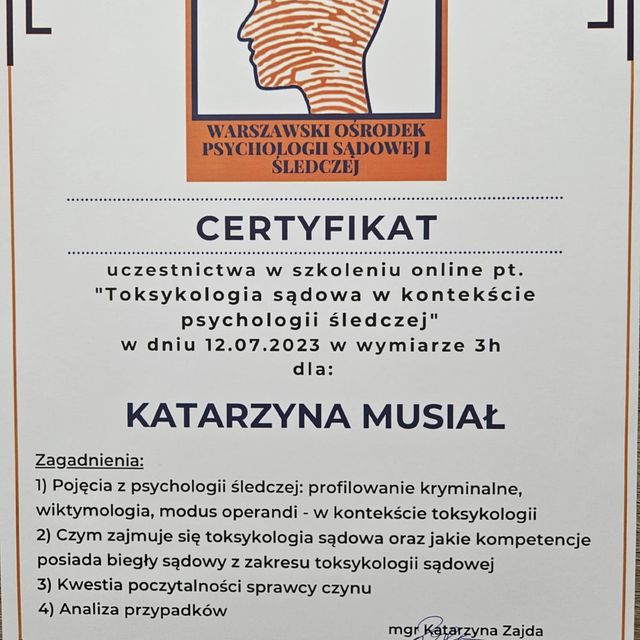 WARSZAWSKI OŚRODEK
PSYCHOLOGII SĄDOWEJ I
ŚLEDCZEJ
CERTYFIKAT
uczestnictwa w szkoleniu online pt.
"Toksykologia sądowa w kontekście
psychologii śledczej"
w dniu 12.07.2023 w wymiarze 3h
dla:
KATARZYNA MUSIAŁ
Zagadnienia:
1) Pojęcia z psychologii śledczej: profilowanie kryminalne,
wiktymologia, modus operandi - w kontekście toksykologii
2) Czym zajmuje się toksykologia sądowa oraz jakie kompetencje
posiada biegły sądowy z zakresu toksykologii sądowej
3) Kwestia poczytalności sprawcy czynu
4) Analiza przypadków
mgr Katarzyna Zajda